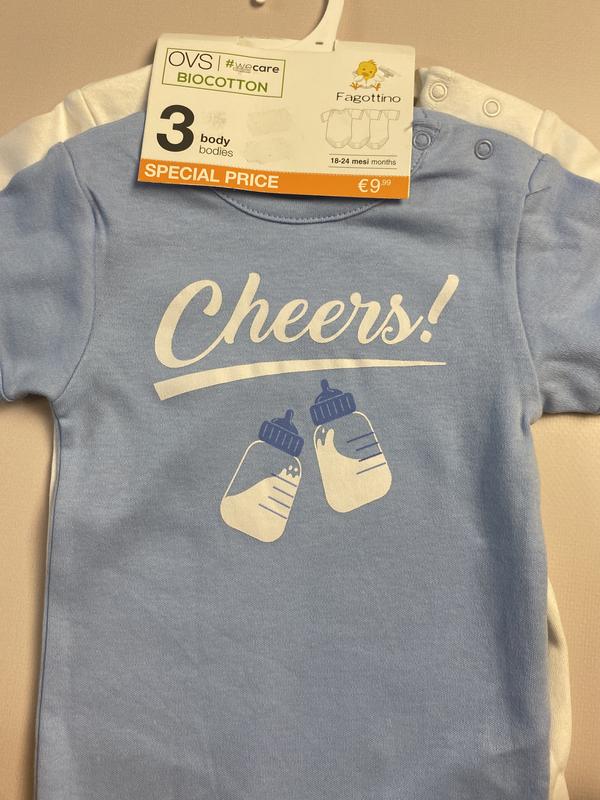 OVS | #wecare
BIOCOTTON
Fagottino
3 body
bodies
18-24 mesi months
SPECIAL PRICE €9,99
Cheers!